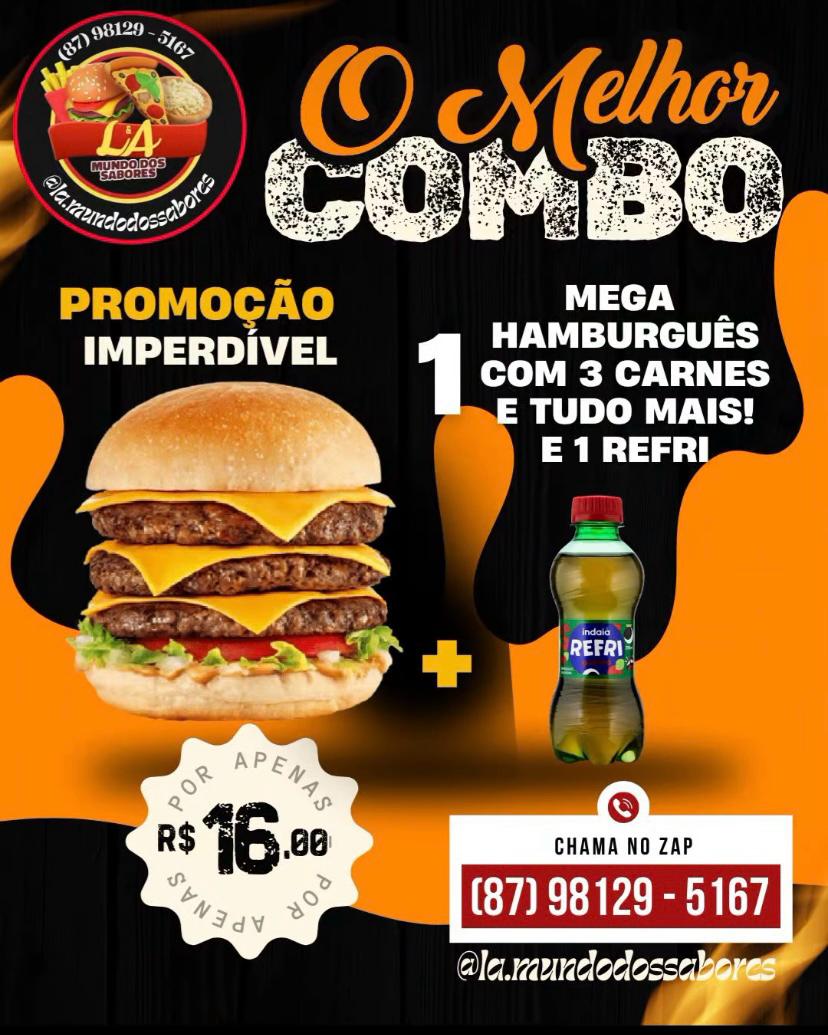 (87) 98129 - 5167
L&A
MUNDO DOS
SABORES
@la.mundodossabores
O Melhor
COMBO
PROMOÇÃO
IMPERDÍVEL
1
MEGA
HAMBURGUÊS
COM 3 CARNES
E TUDO MAIS!
E 1 REFRI
indaiá
REFRI
POR APENAS
R$ 16.00
POR APENAS
CHAMA NO ZAP
(87) 98129 - 5167
@la.mundodossabores